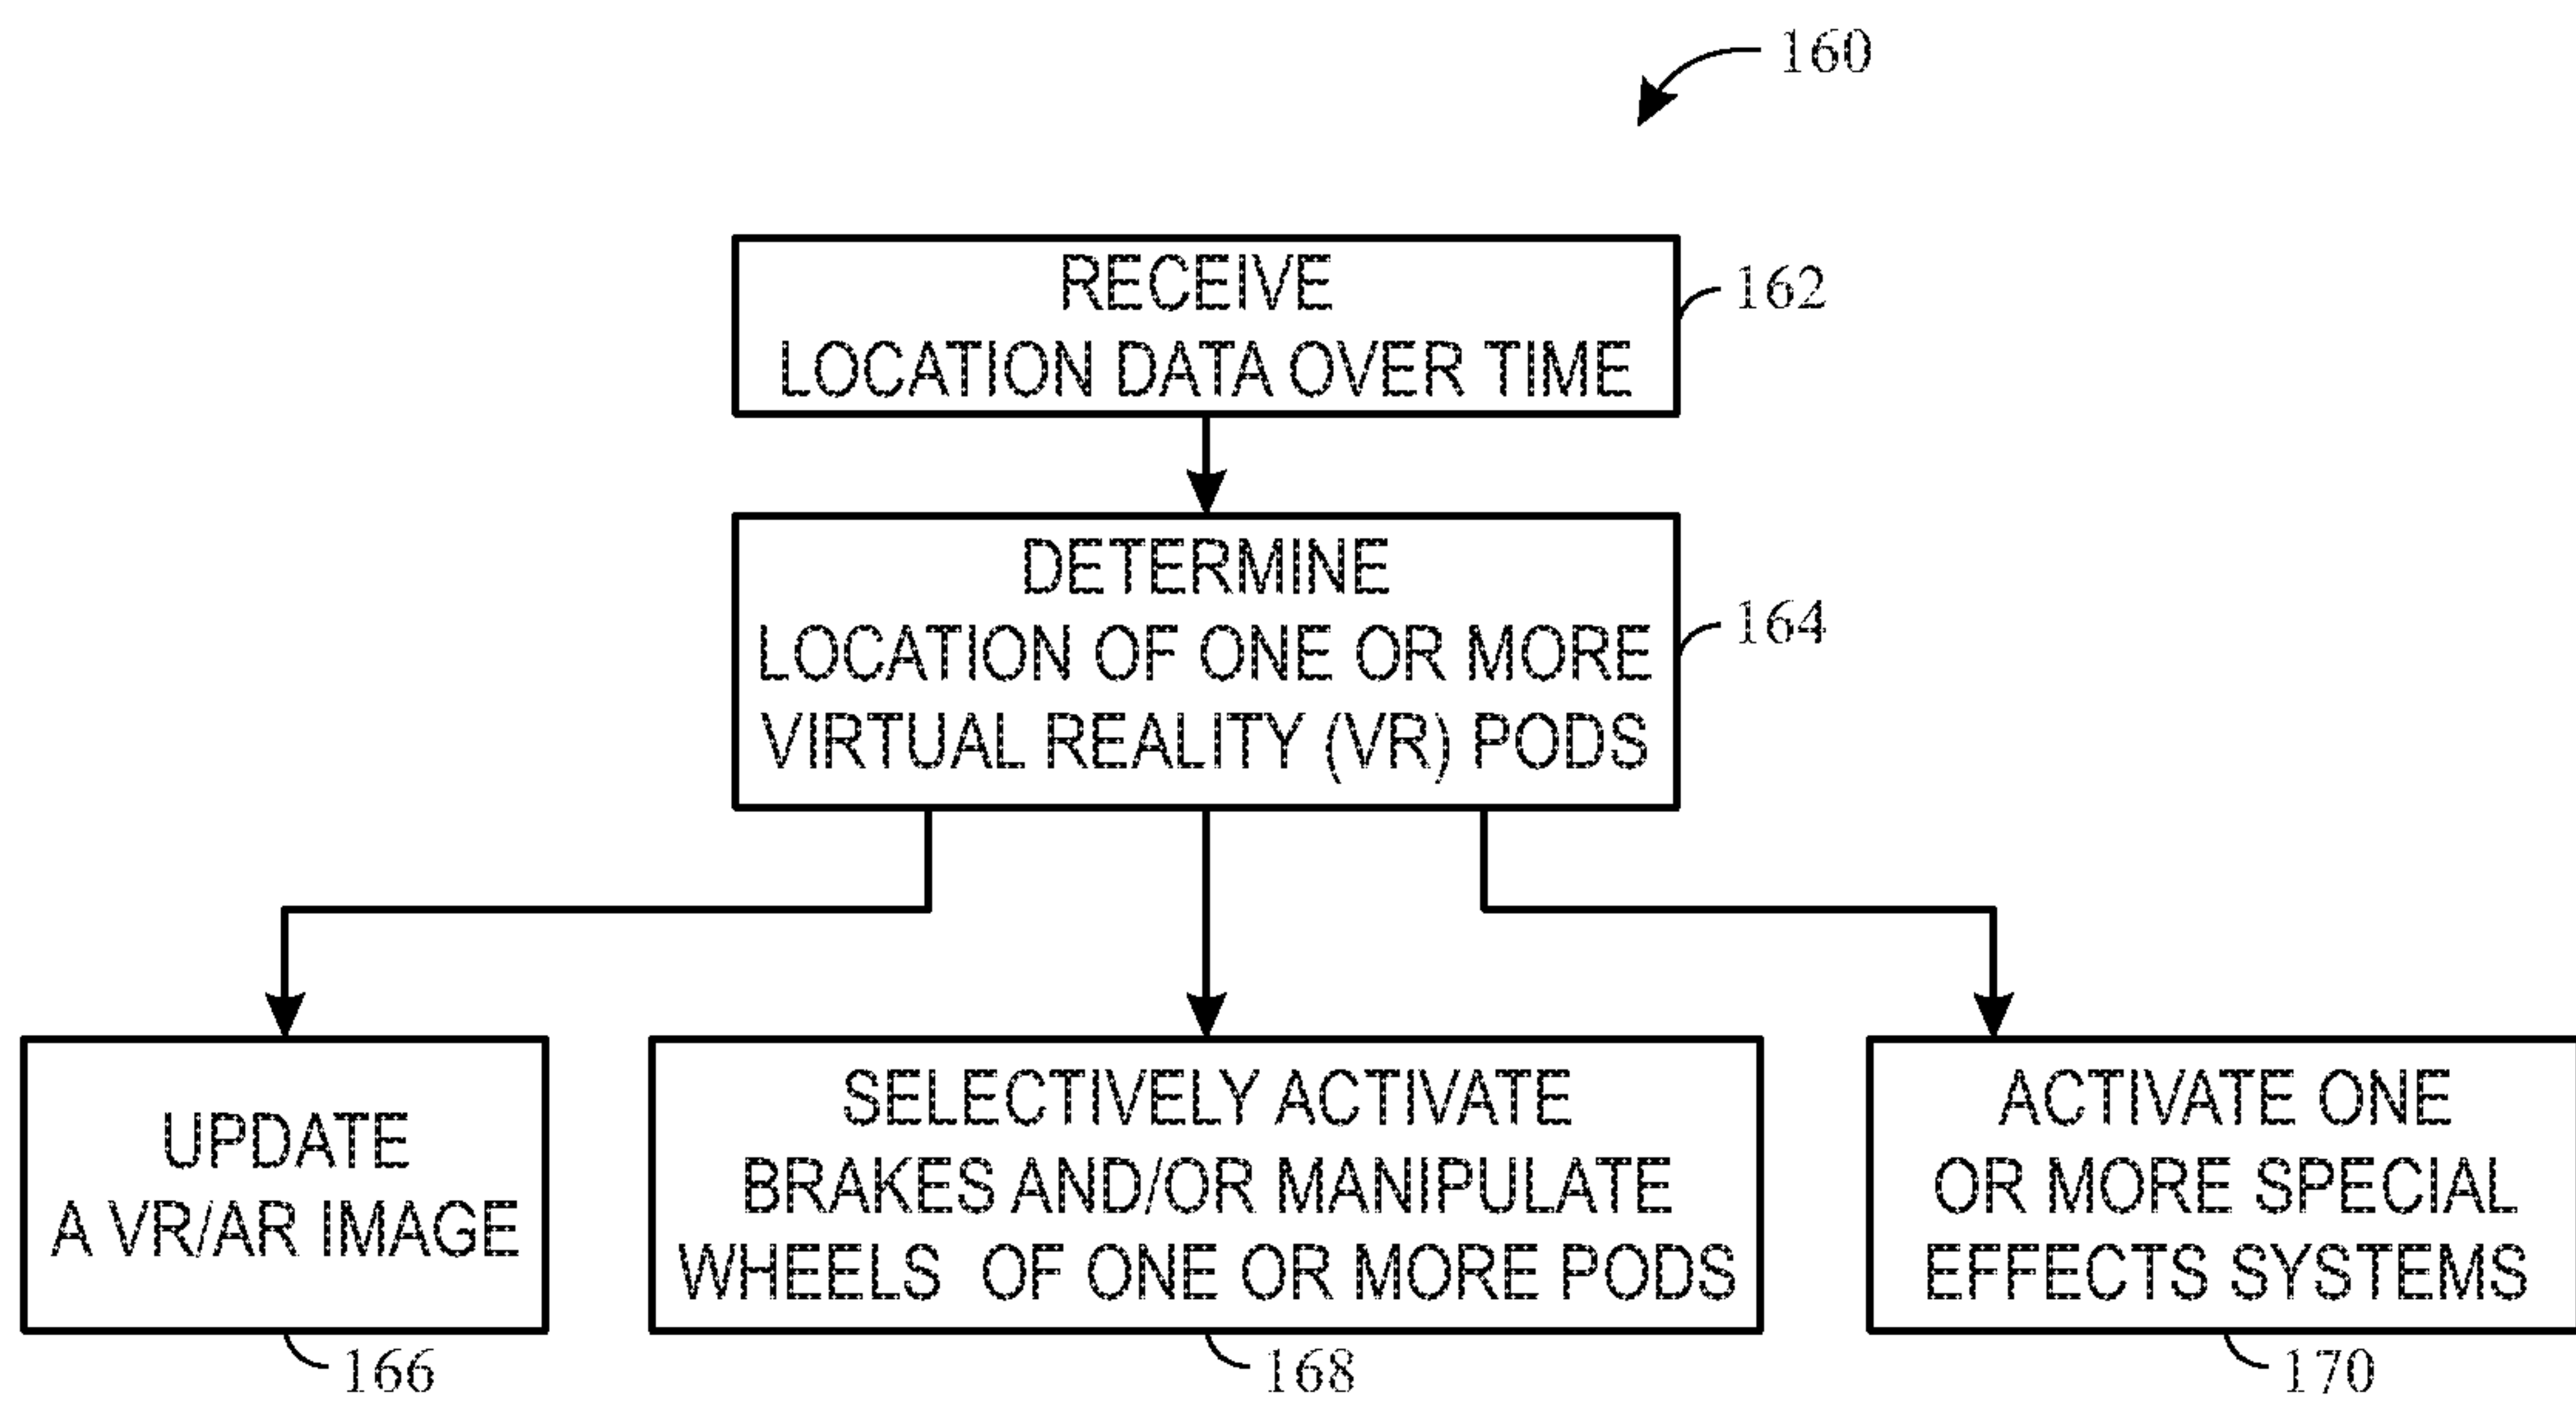 160
RECEIVE
LOCATION DATA OVER TIME
162
DETERMINE
LOCATION OF ONE OR MORE
VIRTUAL REALITY (VR) PODS
164
UPDATE
A VR/AR IMAGE
166
SELECTIVELY ACTIVATE
BRAKES AND/OR MANIPULATE
WHEELS OF ONE OR MORE PODS
168
ACTIVATE ONE
OR MORE SPECIAL
EFFECTS SYSTEMS
170